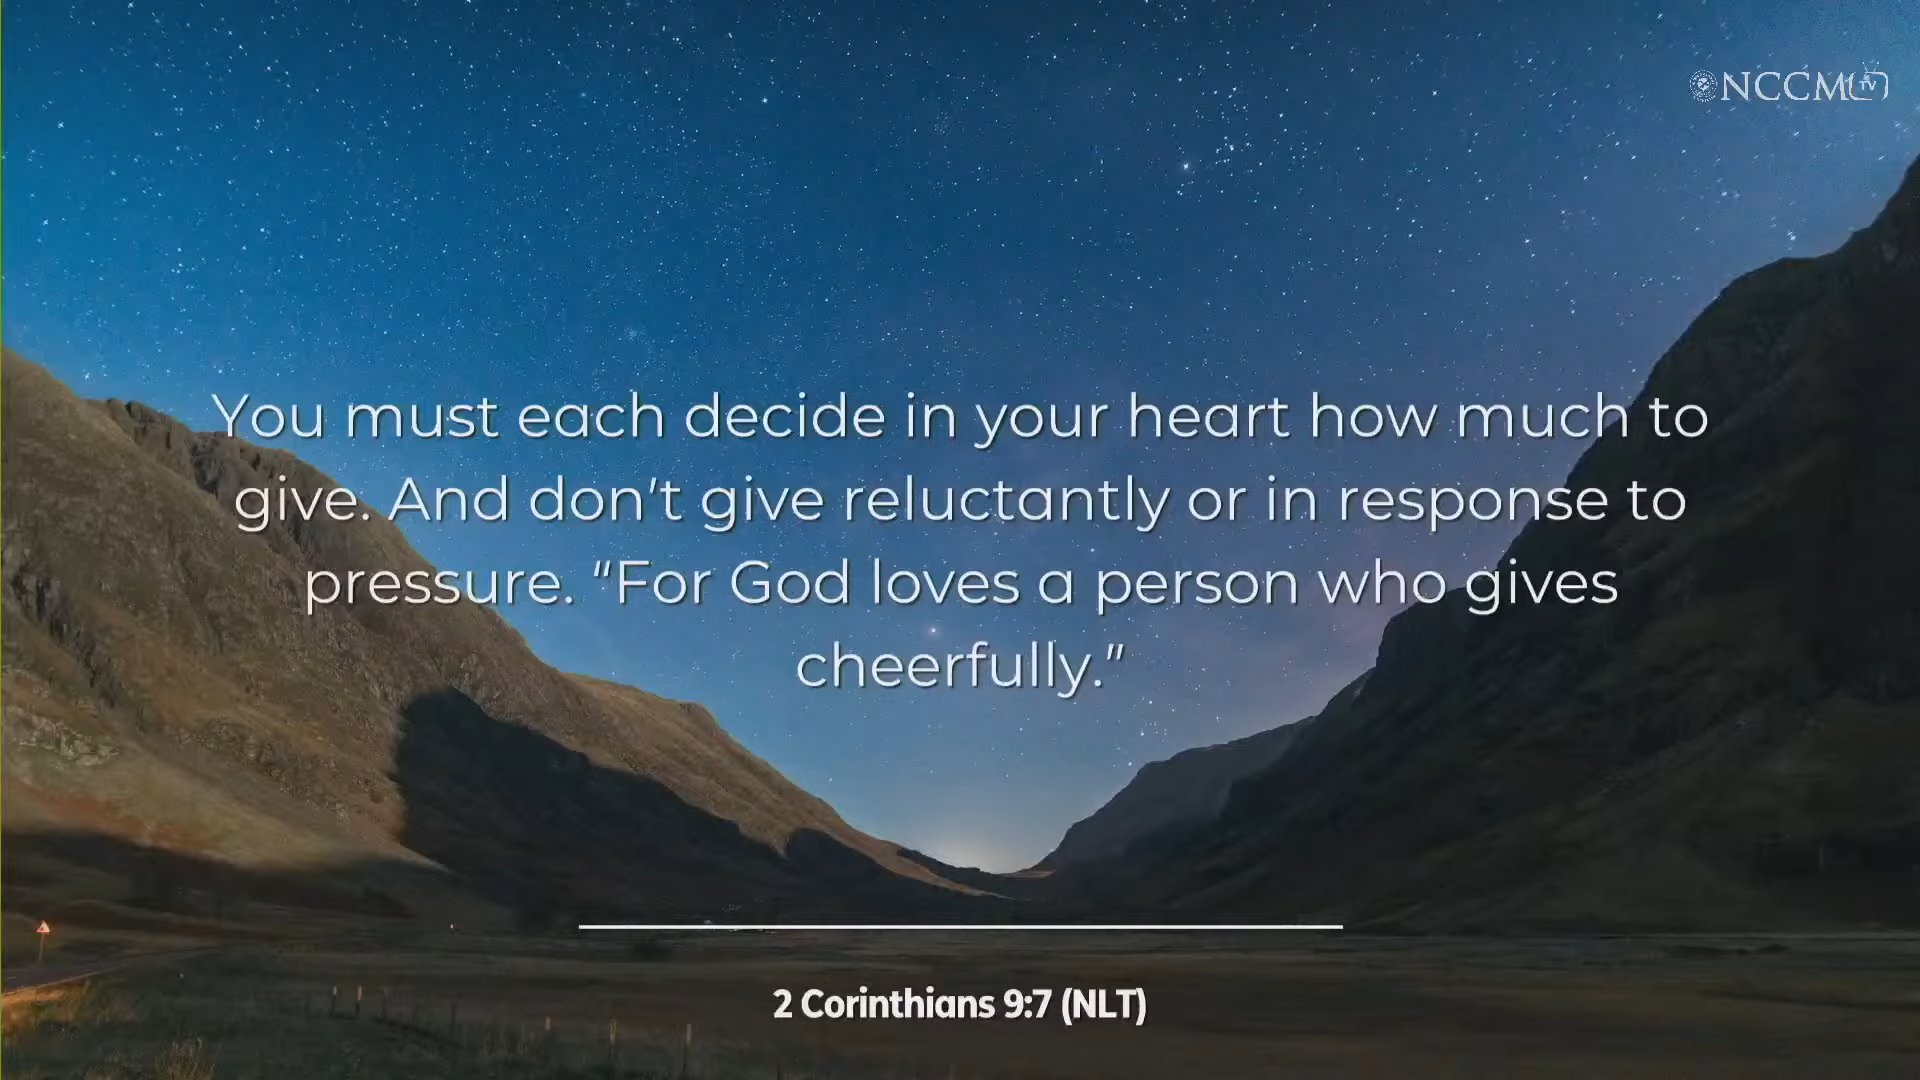 NCCM TV
You must each decide in your heart how much to
give. And don't give reluctantly or in response to
pressure. "For God loves a person who gives
cheerfully."
2 Corinthians 9:7 (NLT)